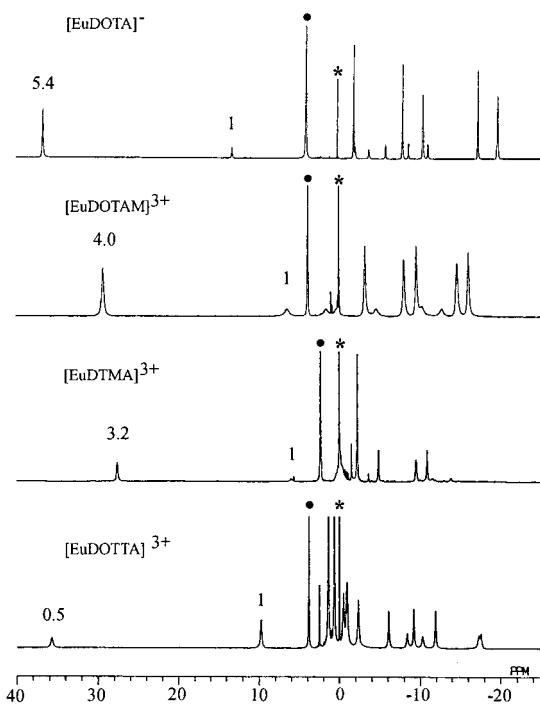 [EuDOTA]⁻
5.4
1
●
*
[EuDOTAM]³⁺
4.0
1
●
*
[EuDTMA]³⁺
3.2
1
●
*
[EuDOTTA] ³⁺
0.5
1
●
*
PPM
40 30 20 10 0 -10 -20